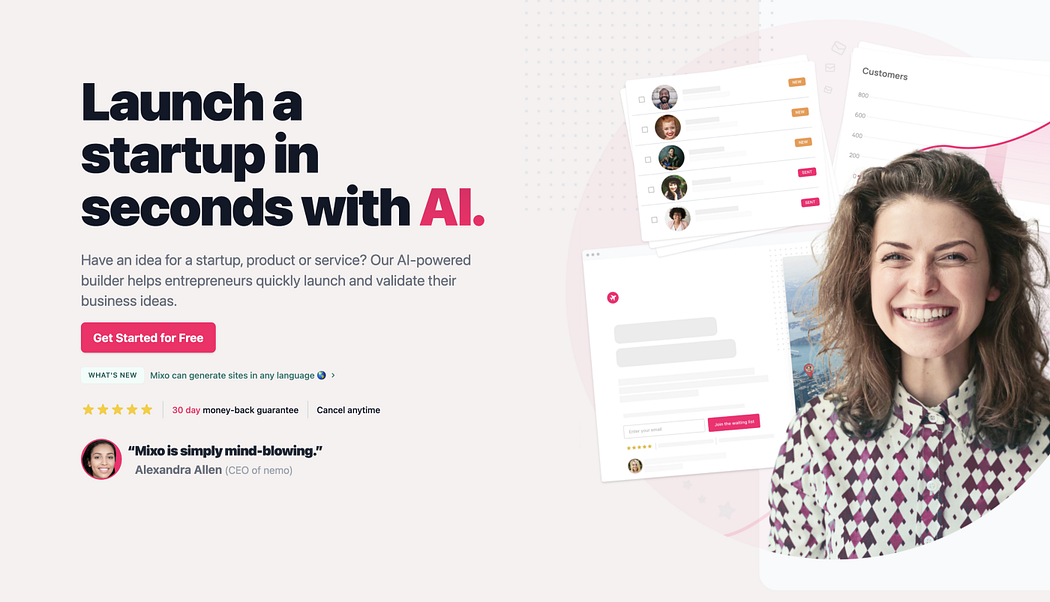 Launch a
startup in
seconds with AI.
Have an idea for a startup, product or service? Our AI-powered
builder helps entrepreneurs quickly launch and validate their
business ideas.
Get Started for Free
WHAT'S NEW Mixo can generate sites in any language 🌏 ›
30 day money-back guarantee Cancel anytime
“Mixo is simply mind-blowing.”
Alexandra Allen (CEO of nemo)
NEW
NEW
NEW
SENT
SENT
Customers
800
600
400
200
0
Enter your email Join the waiting list